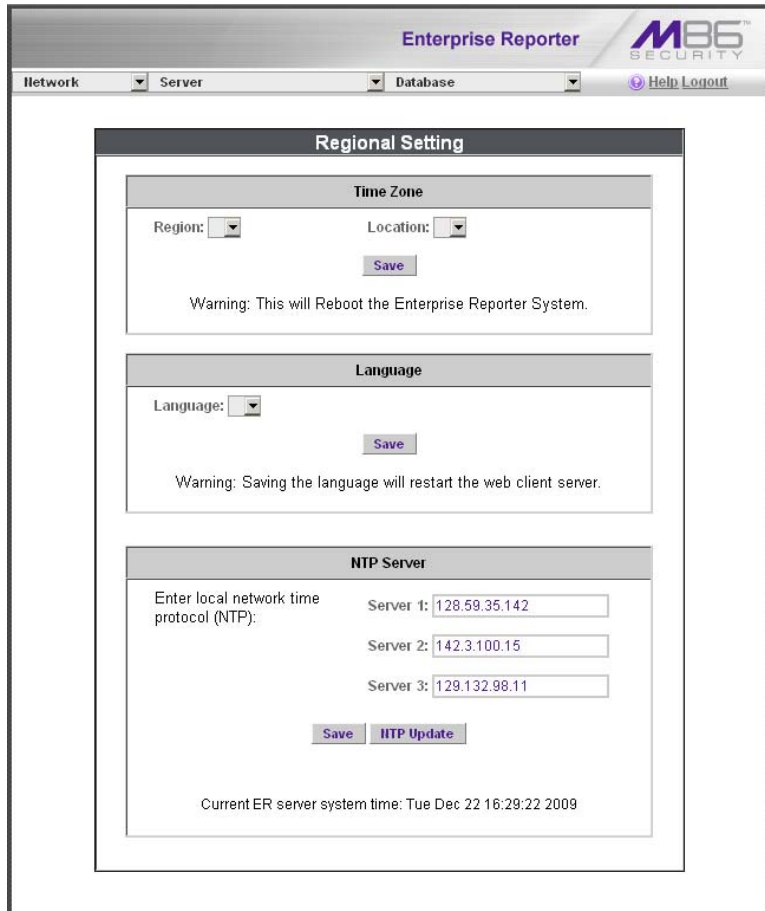 Enterprise Reporter
M86™
SECURITY
Network Server Database Help Logout
Regional Setting
Time Zone
Region: Location:
Save
Warning: This will Reboot the Enterprise Reporter System.
Language
Language:
Save
Warning: Saving the language will restart the web client server.
NTP Server
Enter local network time
protocol (NTP):
Server 1: 128.59.35.142
Server 2: 142.3.100.15
Server 3: 129.132.98.11
Save NTP Update
Current ER server system time: Tue Dec 22 16:29:22 2009